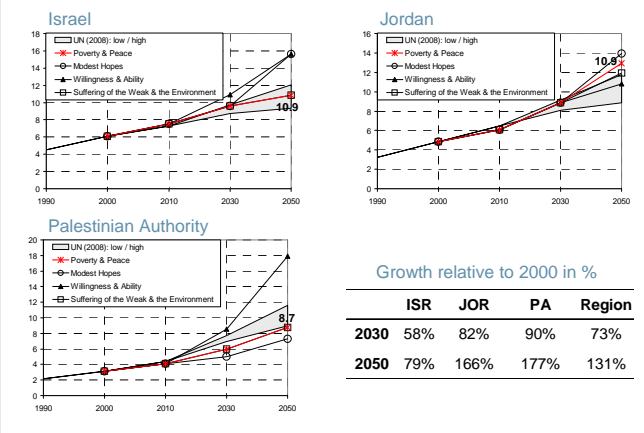 Israel
18
16
14
12
10
8
6
4
2
0
UN (2008): low / high
Poverty & Peace
Modest Hopes
Willingness & Ability
Suffering of the Weak & the Environment
10.9
1990 2000 2010 2030 2050
Jordan
16
14
12
10
8
6
4
2
0
UN (2008): low / high
Poverty & Peace
Modest Hopes
Willingness & Ability
Suffering of the Weak & the Environment
10.9
1990 2000 2010 2030 2050
Palestinian Authority
20
18
16
14
12
10
8
6
4
2
0
UN (2008): low / high
Poverty & Peace
Modest Hopes
Willingness & Ability
Suffering of the Weak & the Environment
8.7
1990 2000 2010 2030 2050
Growth relative to 2000 in %
ISR JOR PA Region
2030 58% 82% 90% 73%
2050 79% 166% 177% 131%